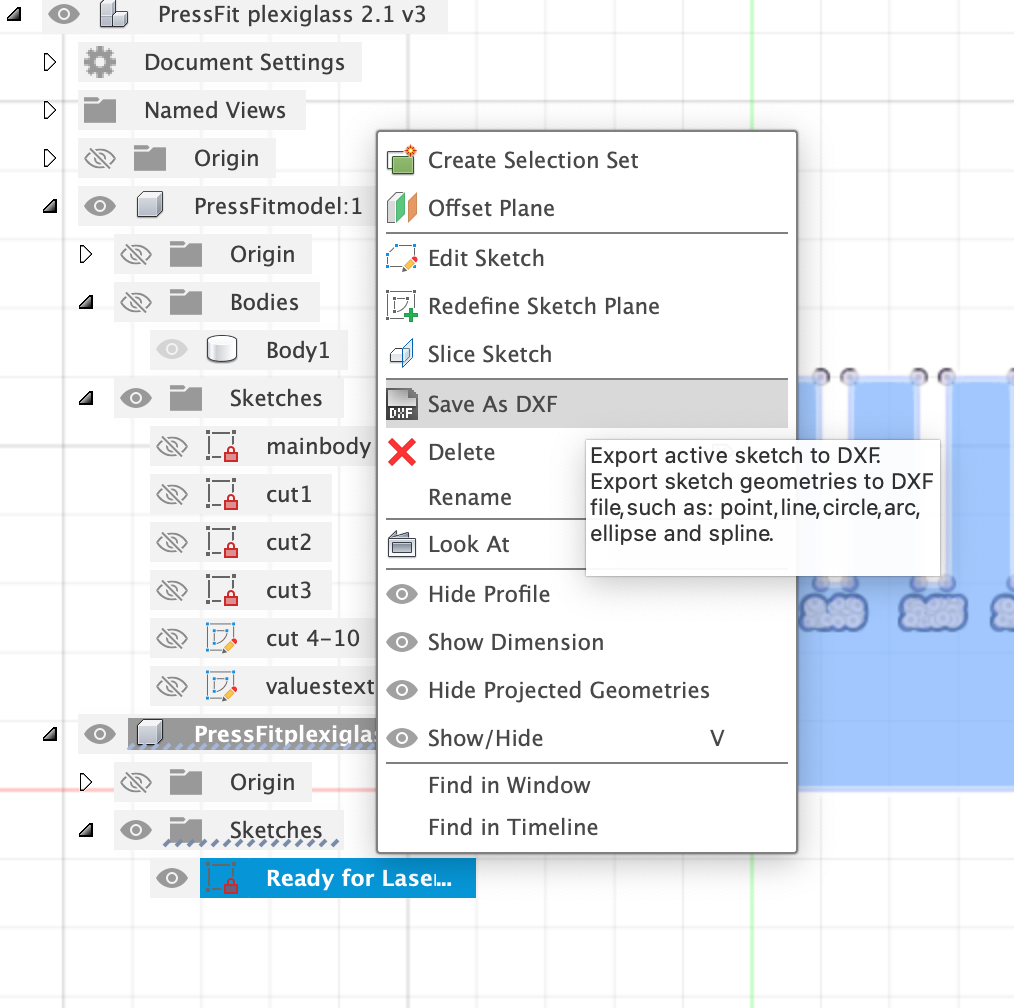 PressFit plexiglass 2.1 v3
Document Settings
Named Views
Origin
PressFitmodel:1
Origin
Bodies
Body1
Sketches
mainbody
cut1
cut2
cut3
cut 4-10
valuestext
PressFitplexigla
Origin
Sketches
Ready for Laser...
Create Selection Set
Offset Plane
Edit Sketch
Redefine Sketch Plane
Slice Sketch
DXF Save As DXF
Delete
Rename
Look At
Hide Profile
Show Dimension
Hide Projected Geometries
Show/Hide V
Find in Window
Find in Timeline
Export active sketch to DXF.
Export sketch geometries to DXF
file,such as: point,line,circle,arc,
ellipse and spline.